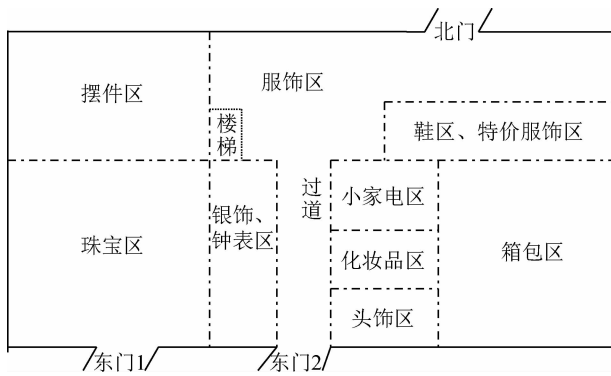 北门
摆件区
服饰区
楼
梯
鞋区、特价服饰区
过
道
小家电区
银饰、
钟表区
珠宝区
化妆品区
箱包区
头饰区
东门1
东门2